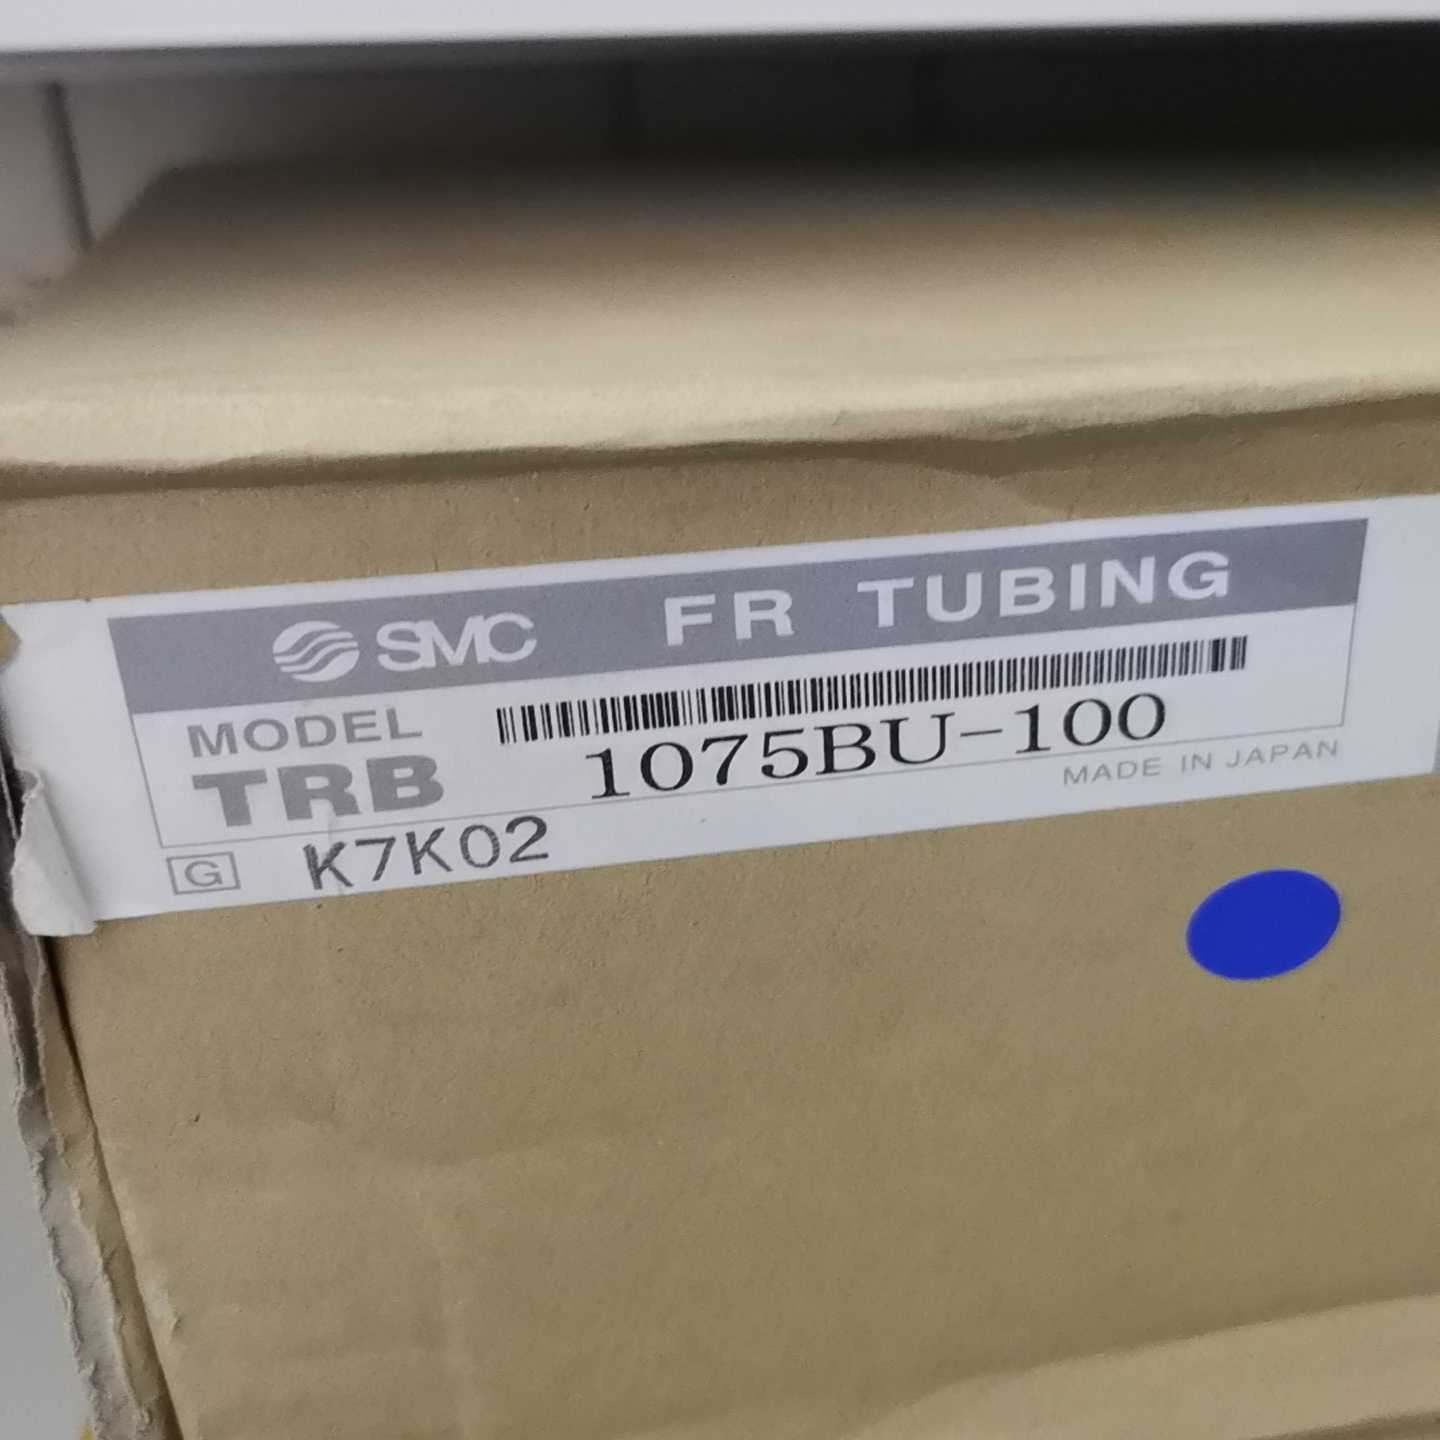 SMC FR TUBING
MODEL
TRB 1075BU-100
MADE IN JAPAN
G K7K02